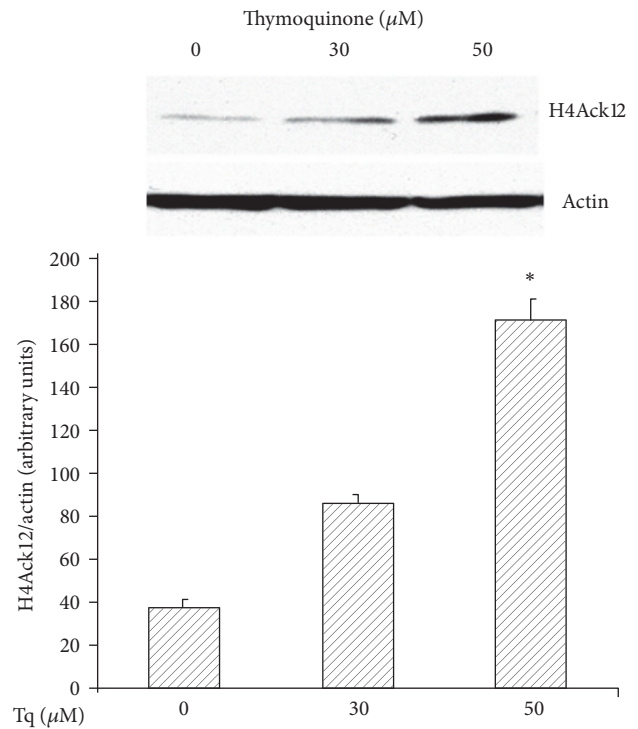 Thymoquinone (μM)
0 30 50
H4Ack12
Actin
H4Ack12/actin (arbitrary units)
200
180
160
140
120
100
80
60
40
20
0
*
Tq (μM) 0 30 50